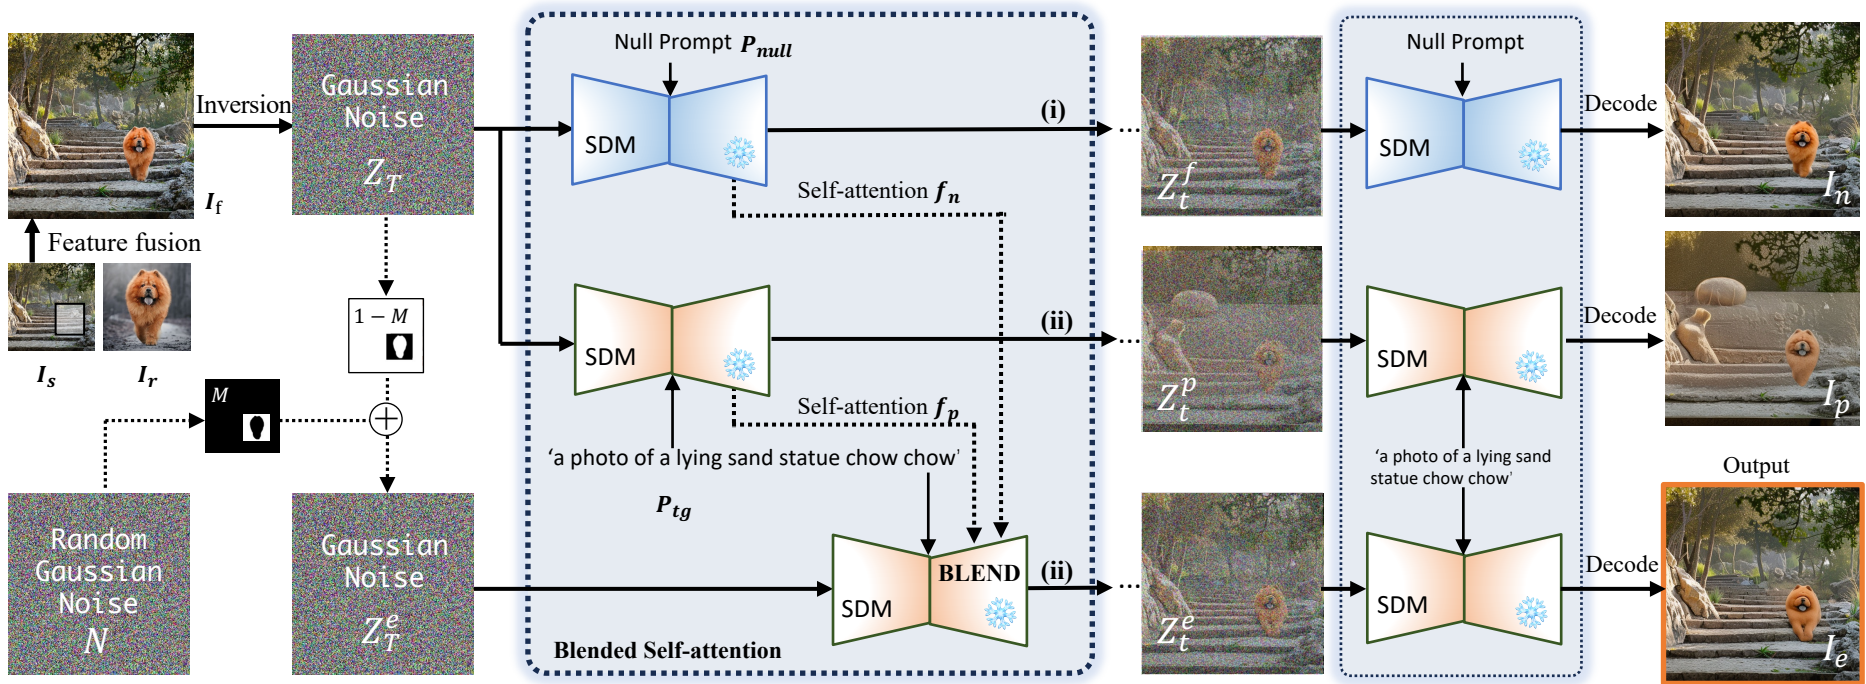 Inversion
I_f
Feature fusion
I_s
I_r
Gaussian
Noise
Z_T
1 − M
M
+
Random
Gaussian
Noise
N
Gaussian
Noise
Z_T^e
Null Prompt P_null
SDM
(i)
Self-attention f_n
SDM
(ii)
Self-attention f_p
‘a photo of a lying sand statue chow chow’
P_tg
BLEND
SDM
(ii)
Blended Self-attention
...
Z_t^f
...
Z_t^p
...
Z_t^e
Null Prompt
SDM
SDM
‘a photo of a lying sand
statue chow chow’
SDM
Decode
I_n
Decode
I_p
Output
Decode
I_e